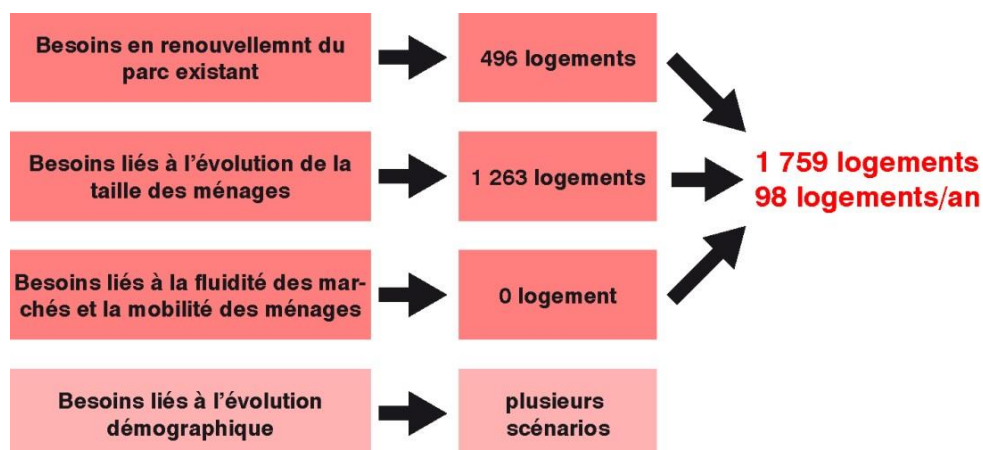 Besoins en renouvellemnt du
parc existant
496 logements
Besoins liés à l'évolution de la
taille des ménages
1 263 logements
1 759 logements
98 logements/an
Besoins liés à la fluidité des mar-
chés et la mobilité des ménages
0 logement
Besoins liés à l'évolution
démographique
plusieurs
scénarios